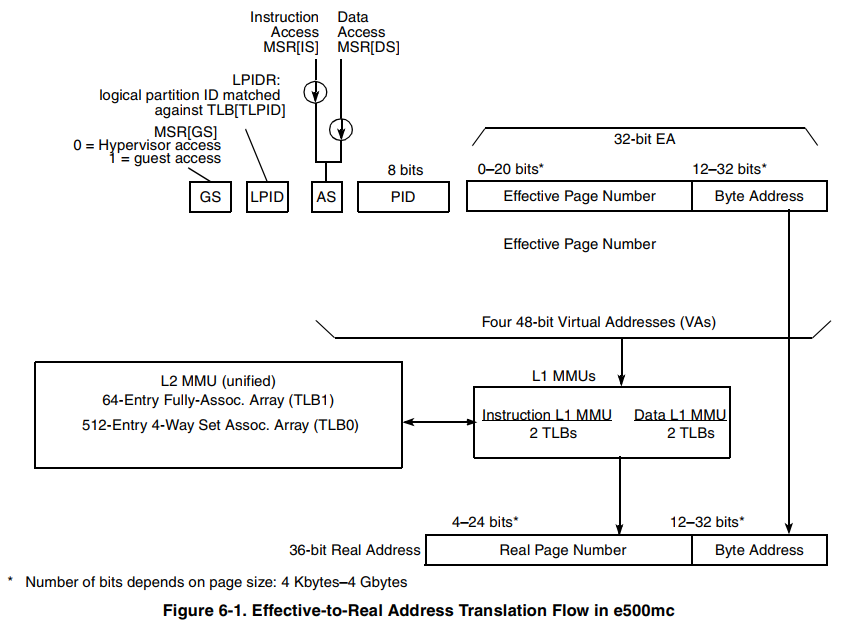 Instruction Data
Access Access
MSR[IS] MSR[DS]
LPIDR:
logical partition ID matched
against TLB[TLPID]
MSR[GS]
0 = Hypervisor access
1 = guest access
32-bit EA
8 bits
0–20 bits*
12–32 bits*
GS
LPID
AS
PID
Effective Page Number
Byte Address
Effective Page Number
Four 48-bit Virtual Addresses (VAs)
L2 MMU (unified)
64-Entry Fully-Assoc. Array (TLB1)
512-Entry 4-Way Set Assoc. Array (TLB0)
L1 MMUs
Instruction L1 MMU
2 TLBs
Data L1 MMU
2 TLBs
4–24 bits*
12–32 bits*
36-bit Real Address
Real Page Number
Byte Address
* Number of bits depends on page size: 4 Kbytes–4 Gbytes
Figure 6-1. Effective-to-Real Address Translation Flow in e500mc